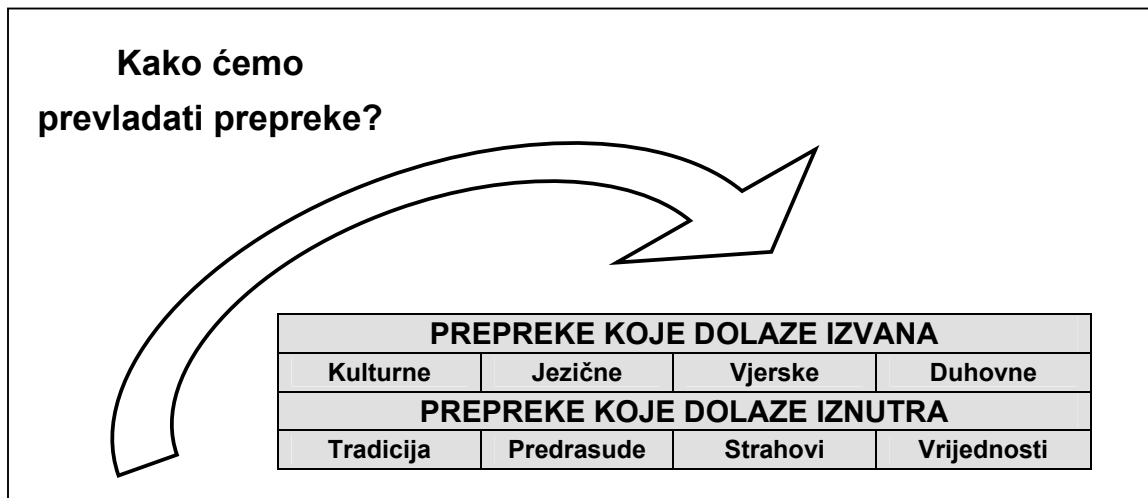 Kako ćemo
prevladati prepreke?
PREPREKE KOJE DOLAZE IZVANA
Kulturne Jezične Vjerske Duhovne
PREPREKE KOJE DOLAZE IZNUTRA
Tradicija Predrasude Strahovi Vrijednosti